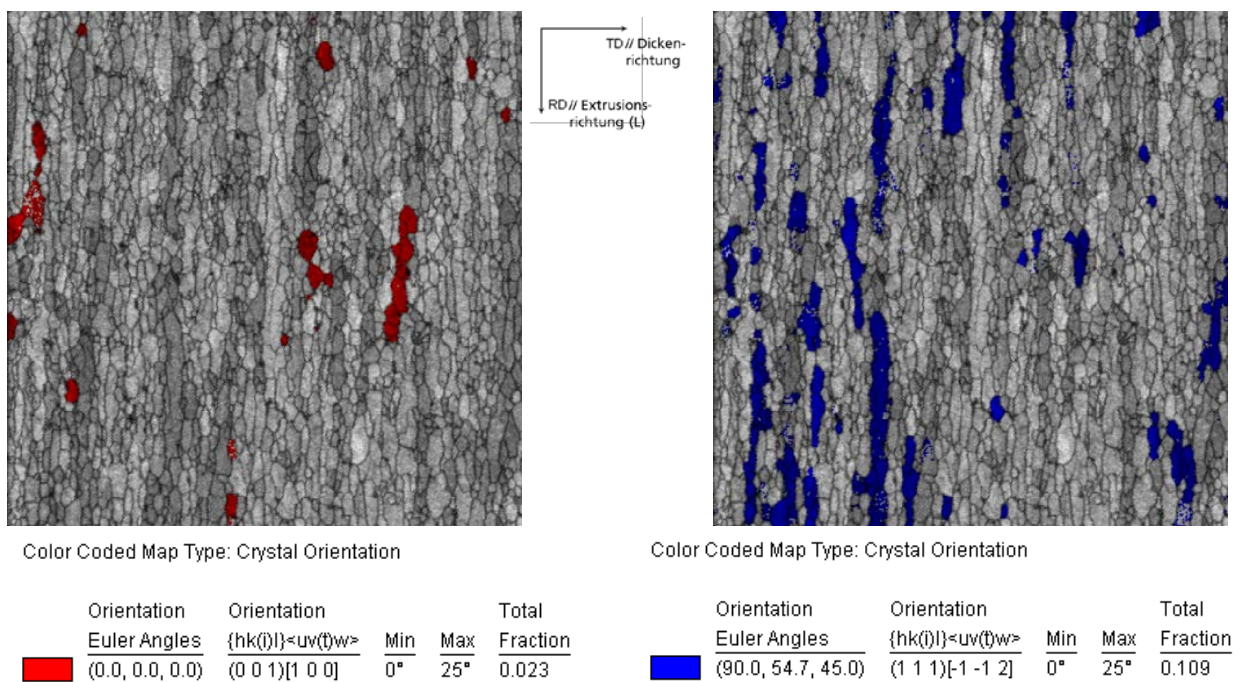 TD// Dicken-
richtung
RD// Extrusions-
richtung (L)
Color Coded Map Type: Crystal Orientation
Orientation Orientation Total
Euler Angles {hk(i)l}<uv(t)w> Min Max Fraction
(0.0, 0.0, 0.0) (0 0 1)[1 0 0] 0° 25° 0.023
Color Coded Map Type: Crystal Orientation
Orientation Orientation Total
Euler Angles {hk(i)l}<uv(t)w> Min Max Fraction
(90.0, 54.7, 45.0) (1 1 1)[-1 -1 2] 0° 25° 0.109